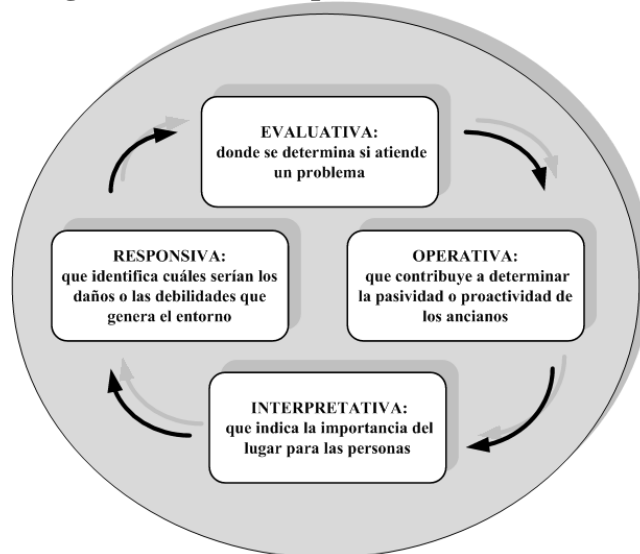 EVALUATIVA:
donde se determina si atiende
un problema
RESPONSIVA:
que identifica cuáles serían los
daños o las debilidades que
genera el entorno
OPERATIVA:
que contribuye a determinar
la pasividad o proactividad de
los ancianos
INTERPRETATIVA:
que indica la importancia del
lugar para las personas